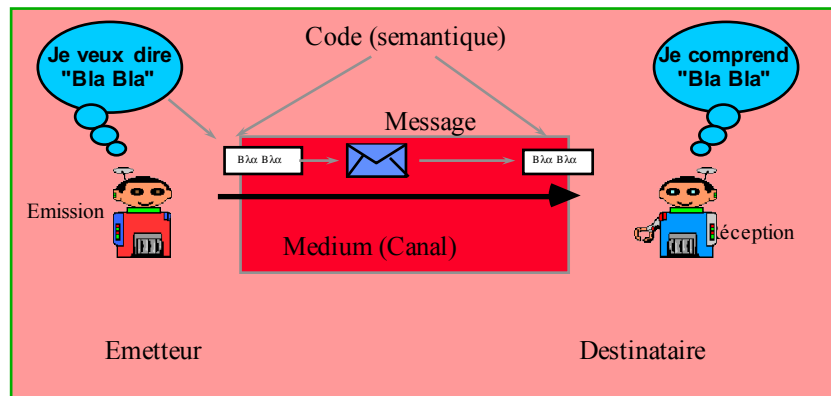 Je veux dire
"Bla Bla"
Code (semantique)
Je comprend
"Bla Bla"
Message
Βλα Βλα
Βλα Βλα
Emission
Medium (Canal)
éception
Emetteur
Destinataire